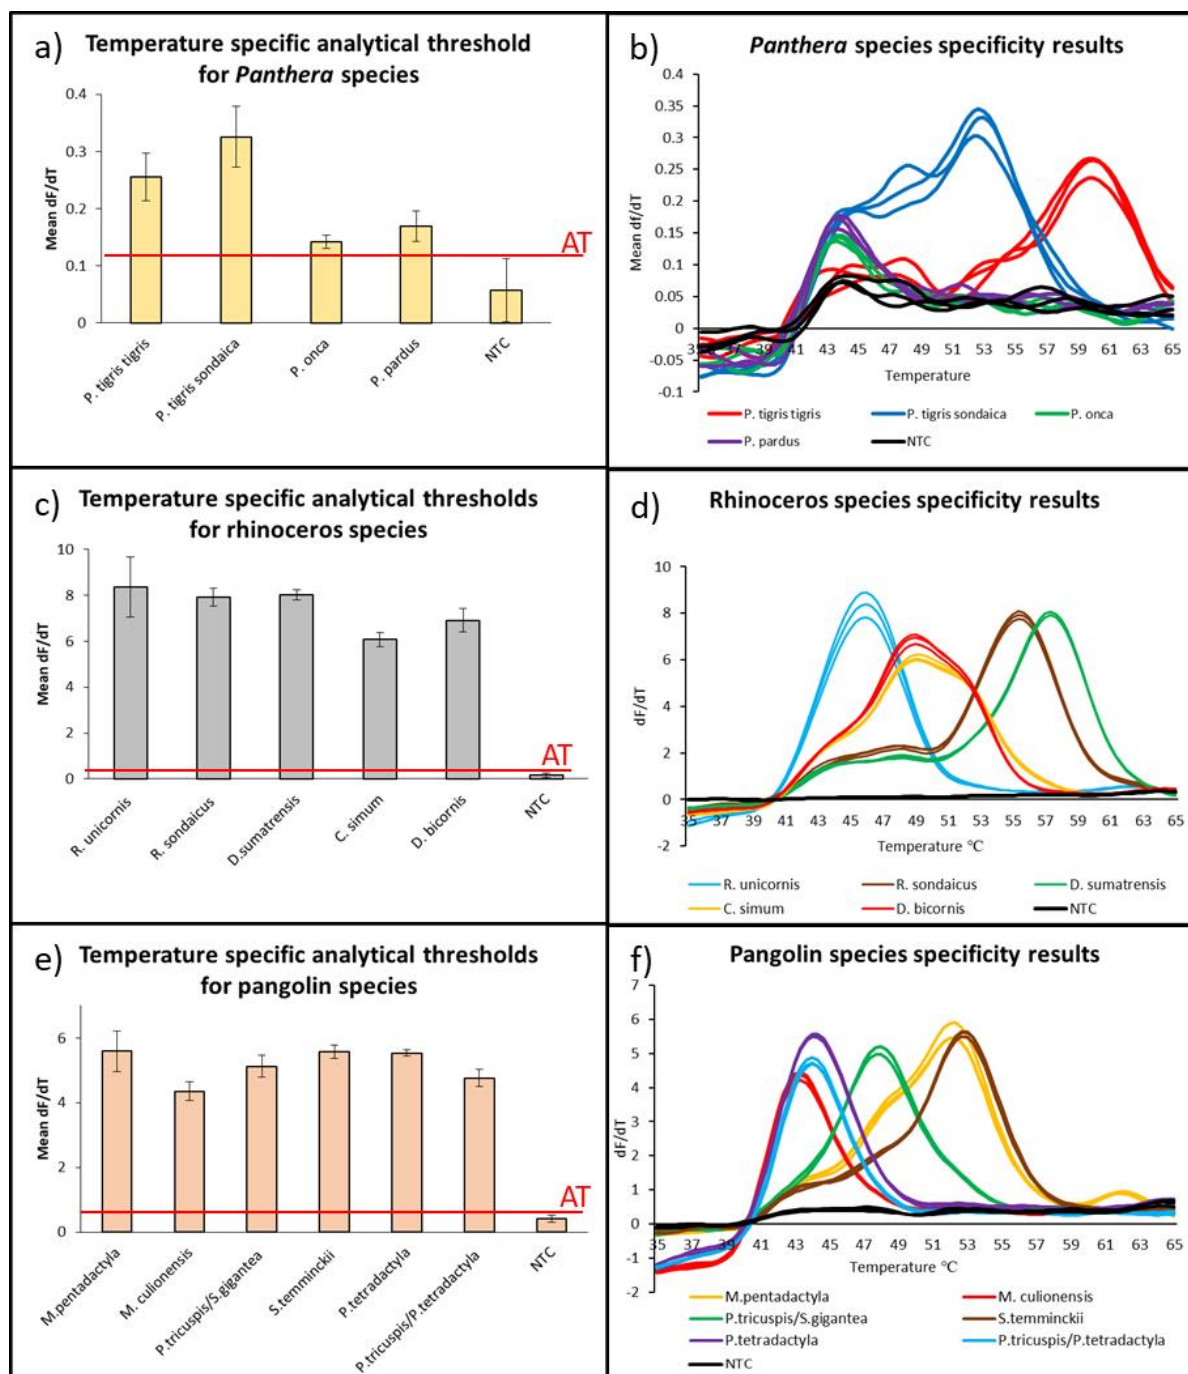 a) Temperature specific analytical threshold
for Panthera species
Mean dF/dT
0.4
0.3
0.2
0.1
0
AT
P. tigris tigris
P. tigris sondaica
P. onca
P. pardus
NTC
b) Panthera species specificity results
Mean df/dT
0.4
0.35
0.3
0.25
0.2
0.15
0.1
0.05
0
-0.05
-0.1
35 37 39 41 43 45 47 49 51 53 55 57 59 61 63 65
Temperature
P. tigris tigris P. tigris sondaica P. onca
P. pardus NTC
c) Temperature specific analytical thresholds
for rhinoceros species
Mean dF/dT
10
8
6
4
2
0
AT
R. unicornis
R. sondaicus
D.sumatrensis
C. simum
D. bicornis
NTC
d) Rhinoceros species specificity results
dF/dT
10
8
6
4
2
0
-2
35 37 39 41 43 45 47 49 51 53 55 57 59 61 63 65
Temperature °C
R. unicornis R. sondaicus D. sumatrensis
C. simum D. bicornis NTC
e) Temperature specific analytical thresholds
for pangolin species
Mean dF/dT
6
4
2
0
AT
M.pentadactyla
M. culionensis
P.tricuspis/S.gigantea
S.temminckii
P.tetradactyla
P.tricuspis/P.tetradactyla
NTC
f) Pangolin species specificity results
dF/dT
7
6
5
4
3
2
1
0
-1
-2
35 37 39 41 43 45 47 49 51 53 55 57 59 61 63 65
Temperature °C
M.pentadactyla M. culionensis
P.tricuspis/S.gigantea S.temminckii
P.tetradactyla P.tricuspis/P.tetradactyla
NTC